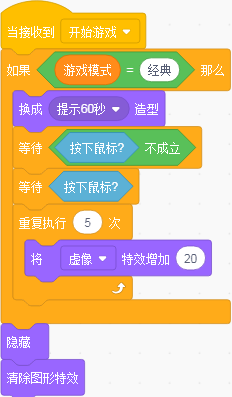 当接收到 开始游戏
如果 游戏模式 = 经典 那么
换成 提示60秒 造型
等待 按下鼠标? 不成立
等待 按下鼠标?
重复执行 5 次
将 虚像 特效增加 20
隐藏
清除图形特效